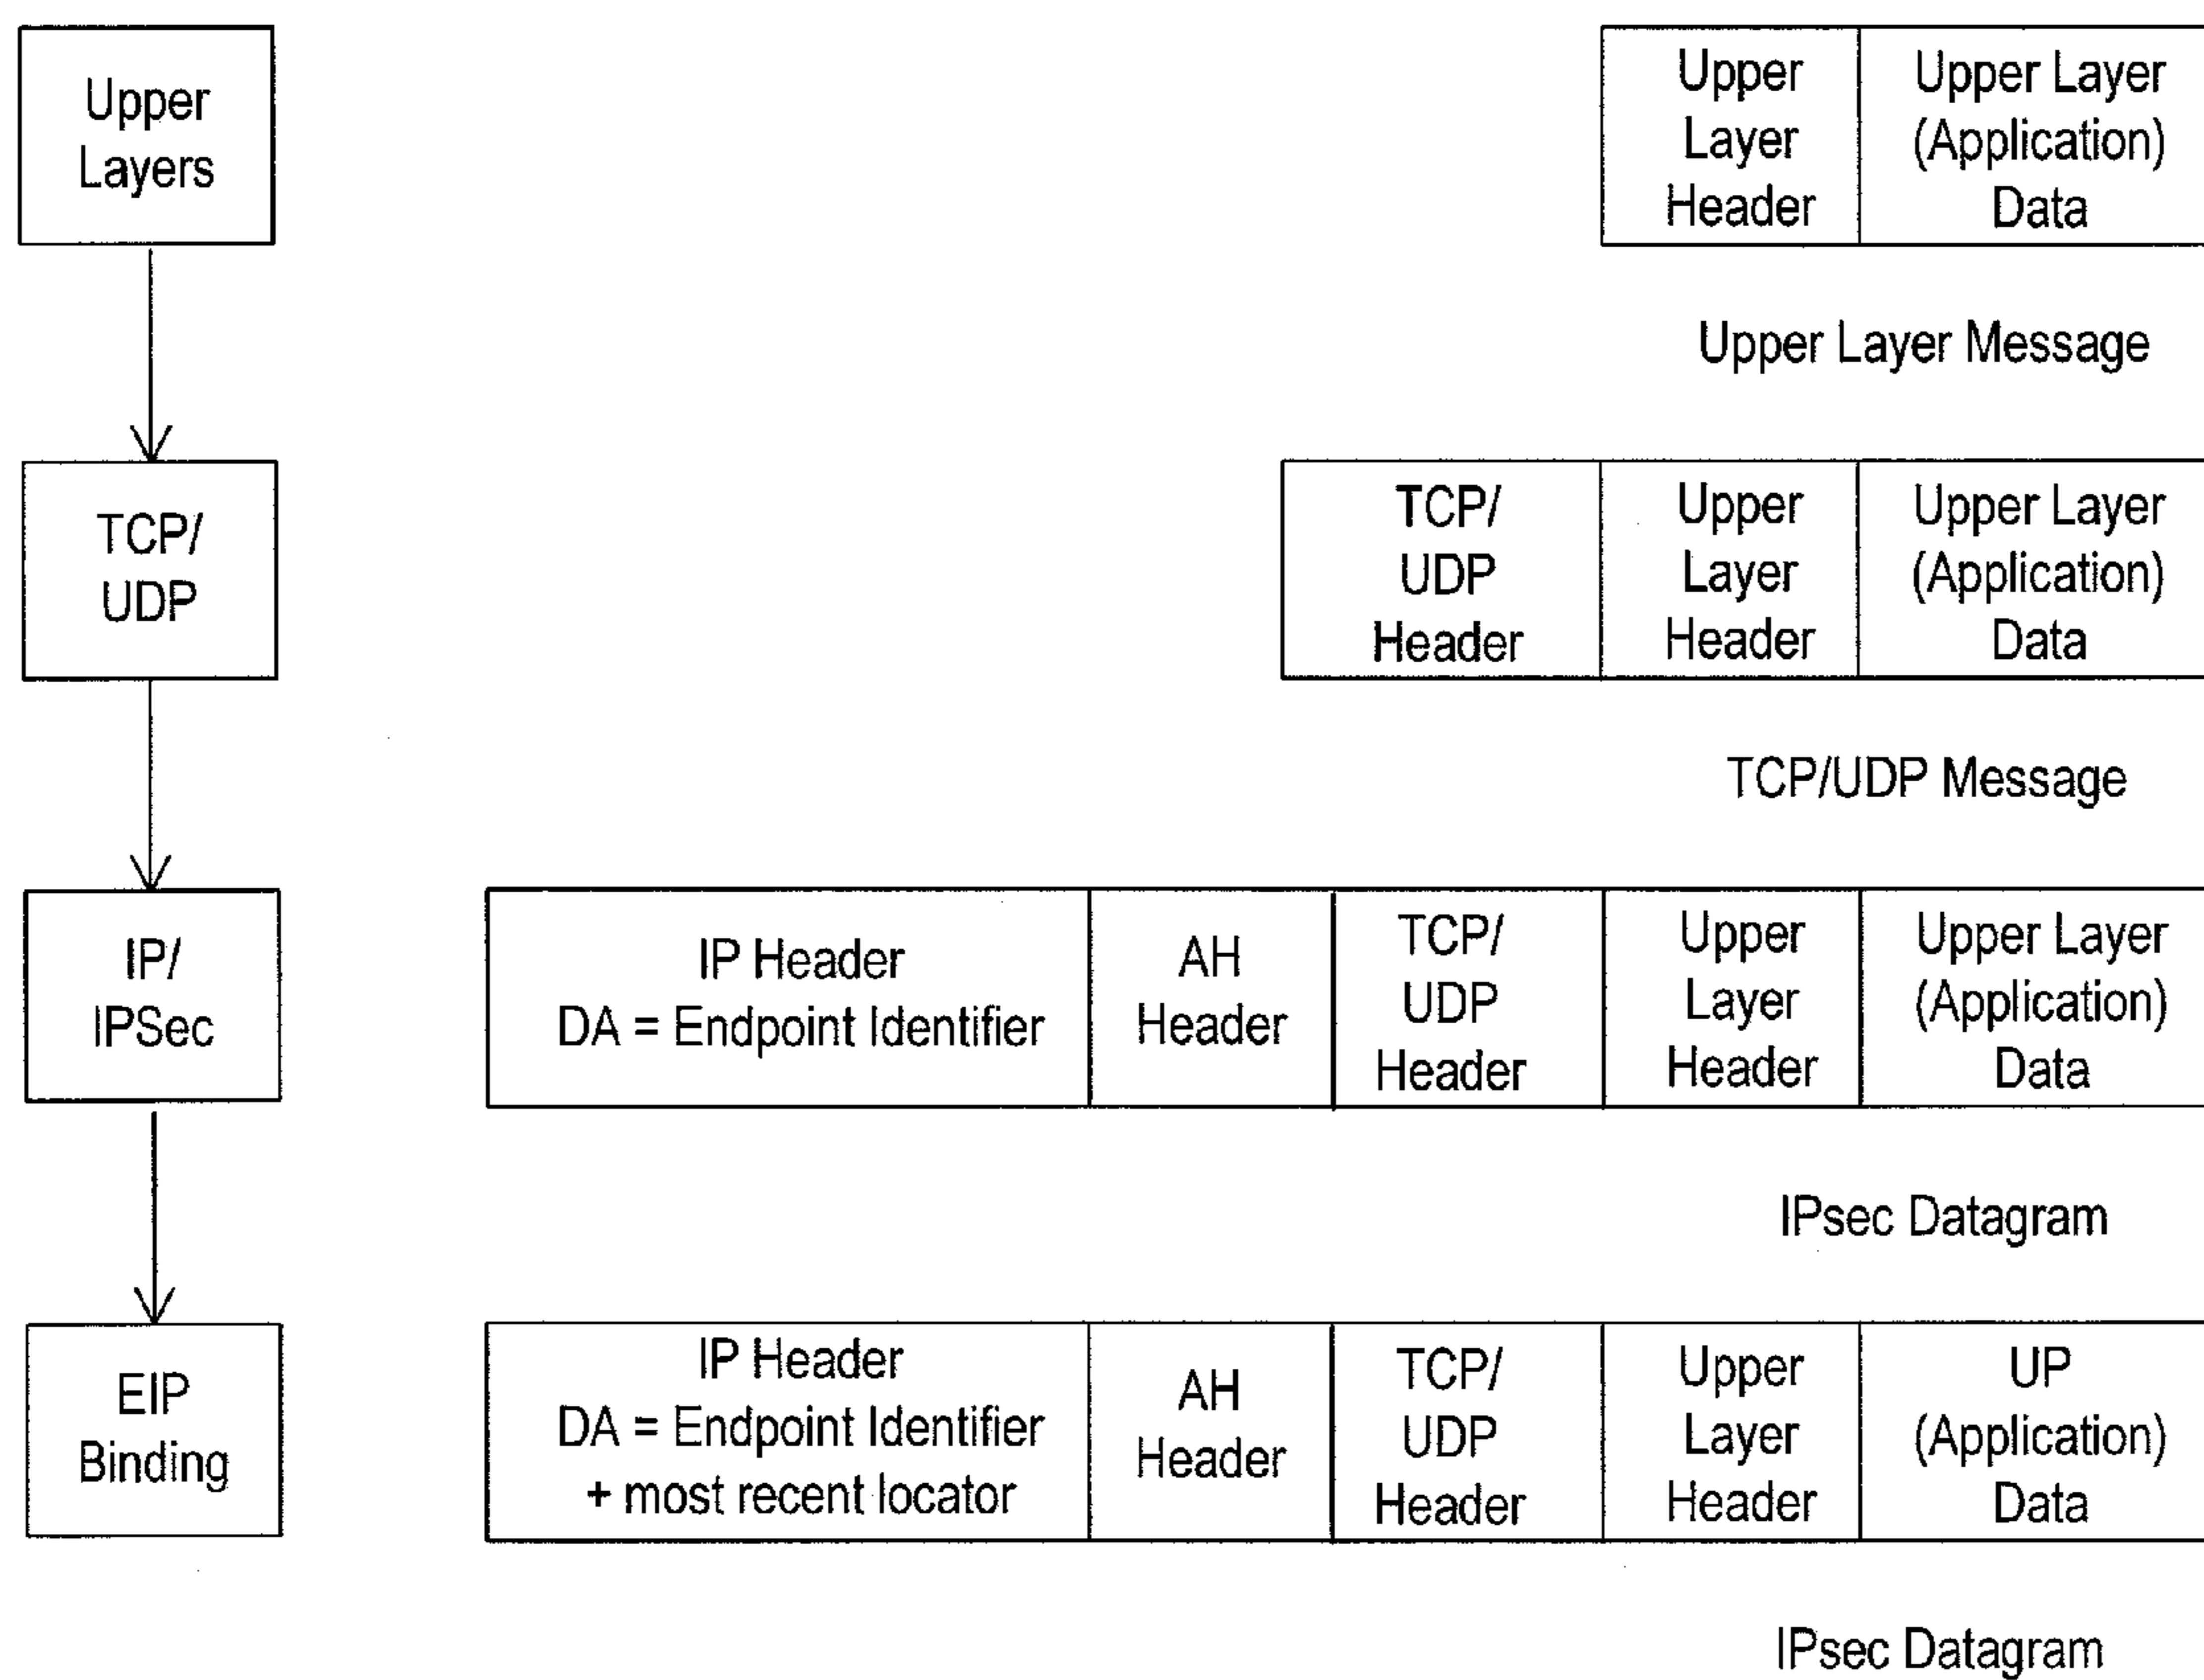 Upper
Layers
Upper
Layer
Header
Upper Layer
(Application)
Data
Upper Layer Message
TCP/
UDP
TCP/
UDP
Header
Upper
Layer
Header
Upper Layer
(Application)
Data
TCP/UDP Message
IP/
IPSec
IP Header
DA = Endpoint Identifier
AH
Header
TCP/
UDP
Header
Upper
Layer
Header
Upper Layer
(Application)
Data
IPsec Datagram
EIP
Binding
IP Header
DA = Endpoint Identifier
+ most recent locator
AH
Header
TCP/
UDP
Header
Upper
Layer
Header
UP
(Application)
Data
IPsec Datagram